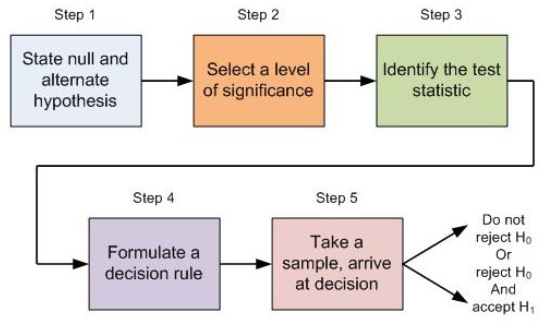 Step 1
Step 2
Step 3
State null and
alternate
hypothesis
Select a level
of significance
Identify the test
statistic
Step 4
Step 5
Formulate a
decision rule
Take a
sample, arrive
at decision
Do not
reject H₀
Or
reject H₀
And
accept H₁